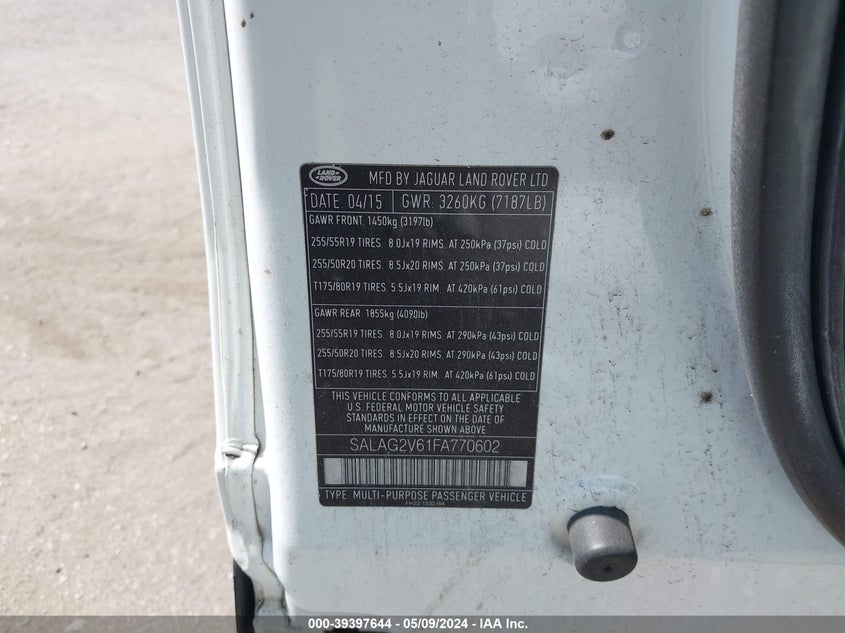 LAND ROVER
MFD BY JAGUAR LAND ROVER LTD
DATE: 04/15 GWR: 3260KG (7187LB)
GAWR FRONT: 1450kg (3197lb)
255/55R19 TIRES. 8.0Jx19 RIMS. AT 250kPa (37psi) COLD
255/50R20 TIRES. 8.5Jx20 RIMS. AT 250kPa (37psi) COLD
T175/80R19 TIRES. 5.5Jx19 RIM. AT 420kPa (61psi) COLD
GAWR REAR: 1855kg (4090lb)
255/55R19 TIRES. 8.0Jx19 RIMS. AT 290kPa (43psi) COLD
255/50R20 TIRES. 8.5Jx20 RIMS. AT 290kPa (43psi) COLD
T175/80R19 TIRES. 5.5Jx19 RIM. AT 420kPa (61psi) COLD
THIS VEHICLE CONFORMS TO ALL APPLICABLE
U.S. FEDERAL MOTOR VEHICLE SAFETY
STANDARDS IN EFFECT ON THE DATE OF
MANUFACTURE SHOWN ABOVE
SALAG2V61FA770602
TYPE: MULTI-PURPOSE PASSENGER VEHICLE
000-39397644 - 05/09/2024 - IAA Inc.